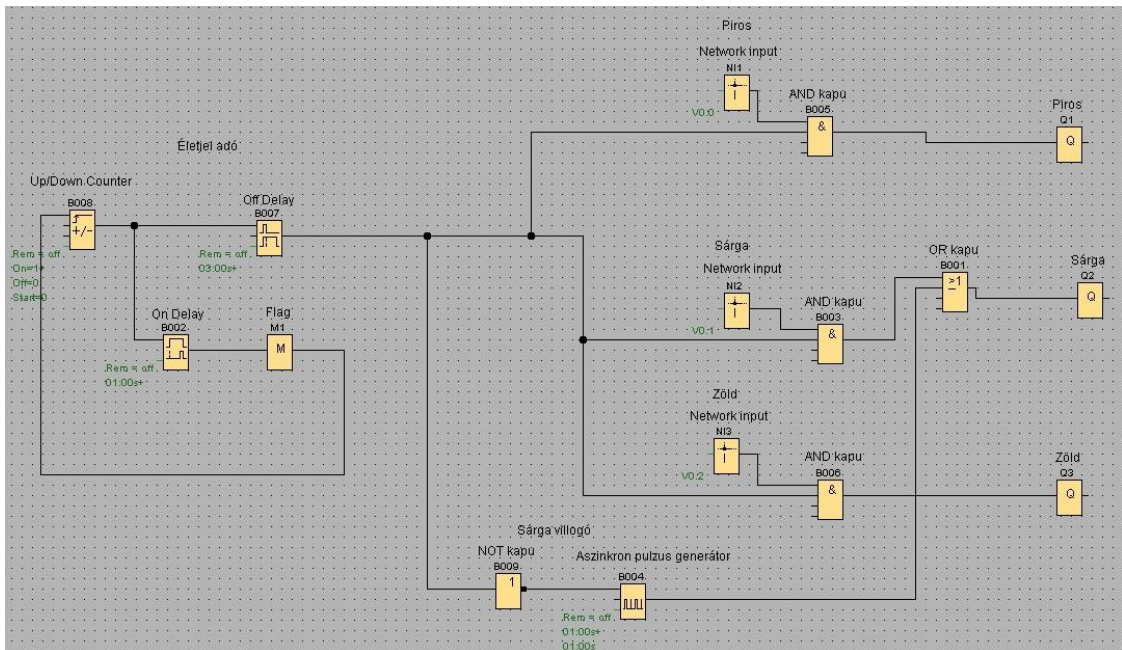 Piros
Network input
NI1
I
V0:0
AND kapu
B005
&
Piros
Q1
Q
Életjel adó
Up/Down Counter
B008
+/-
Rem = off
On=1+
Off=0
Start=0
Off Delay
B007
Rem = off
03:00s+
On Delay
B002
Rem = off
01:00s+
Flag
M1
M
Sárga
Network input
NI2
I
V0:1
AND kapu
B003
&
OR kapu
B001
≥1
Sárga
Q2
Q
Zöld
Network input
NI3
I
V0:2
AND kapu
B006
&
Zöld
Q3
Q
Sárga villogó
NOT kapu
B009
1
Aszinkron pulzus generátor
B004
Rem = off
01:00s+
01:00s